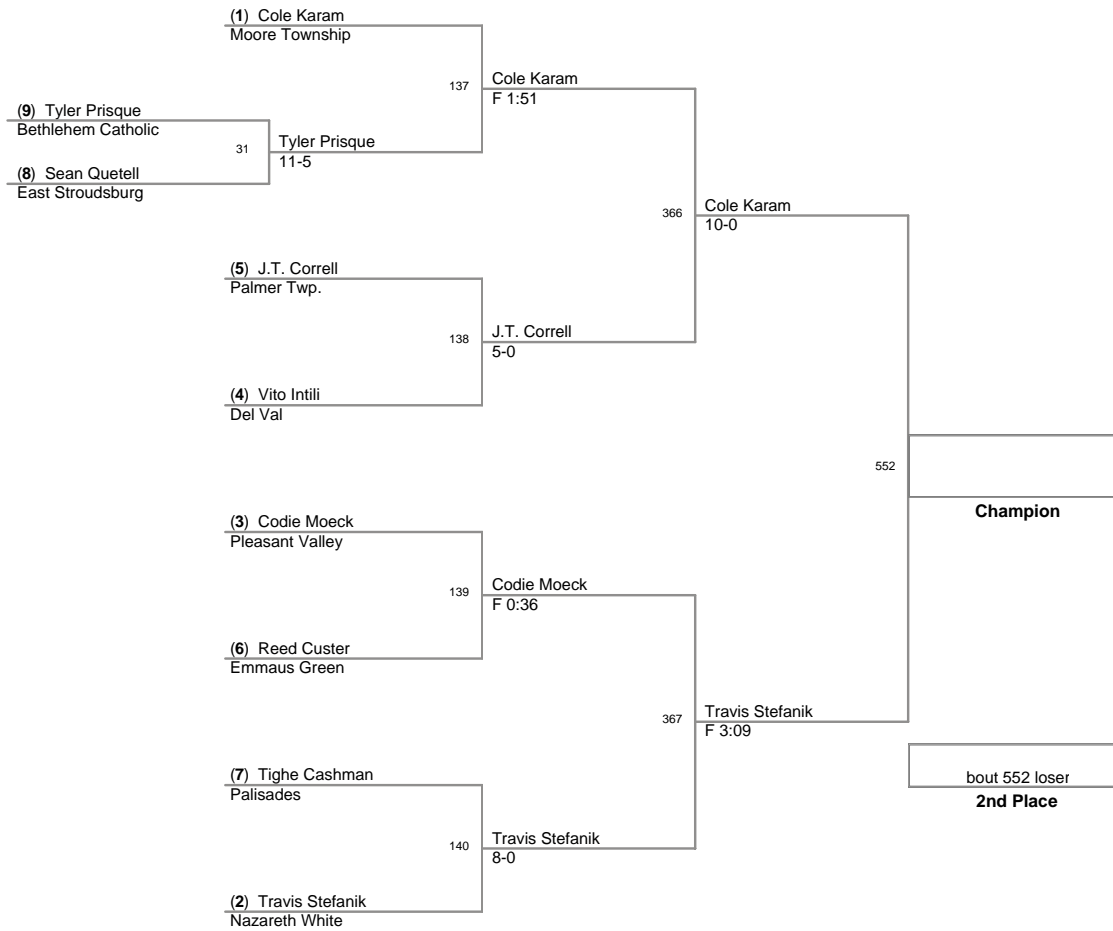 (1) Cole Karam
Moore Township
137
Cole Karam
F 1:51
(9) Tyler Prisque
Bethlehem Catholic
31
Tyler Prisque
11-5
(8) Sean Quetell
East Stroudsburg
366
Cole Karam
10-0
(5) J.T. Correll
Palmer Twp.
138
J.T. Correll
5-0
(4) Vito Intili
Del Val
552
Champion
(3) Codie Moeck
Pleasant Valley
139
Codie Moeck
F 0:36
(6) Reed Custer
Emmaus Green
367
Travis Stefanik
F 3:09
(7) Tighe Cashman
Palisades
bout 552 loser
2nd Place
140
Travis Stefanik
8-0
(2) Travis Stefanik
Nazareth White